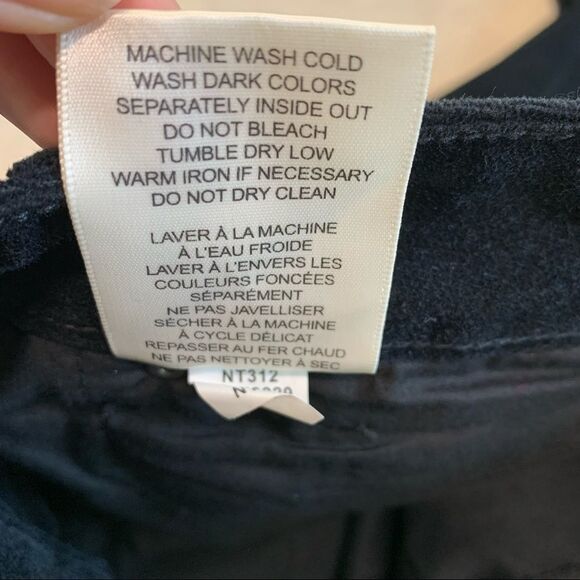 MACHINE WASH COLD
WASH DARK COLORS
SEPARATELY INSIDE OUT
DO NOT BLEACH
TUMBLE DRY LOW
WARM IRON IF NECESSARY
DO NOT DRY CLEAN
LAVER À LA MACHINE
À L'EAU FROIDE
LAVER À L'ENVERS LES
COULEURS FONCÉES
SÉPARÉMENT
NE PAS JAVELLISER
SÉCHER À LA MACHINE
À CYCLE DÉLICAT
REPASSER AU FER CHAUD
NE PAS NETTOYER À SEC
NT312